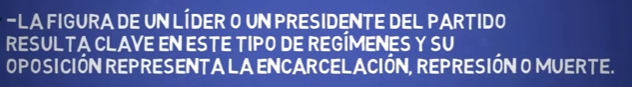 -LA FIGURA DE UN LÍDER O UN PRESIDENTE DEL PARTIDO
RESULTA CLAVE EN ESTE TIPO DE REGÍMENES Y SU
OPOSICIÓN REPRESENTA LA ENCARCELACIÓN, REPRESIÓN O MUERTE.